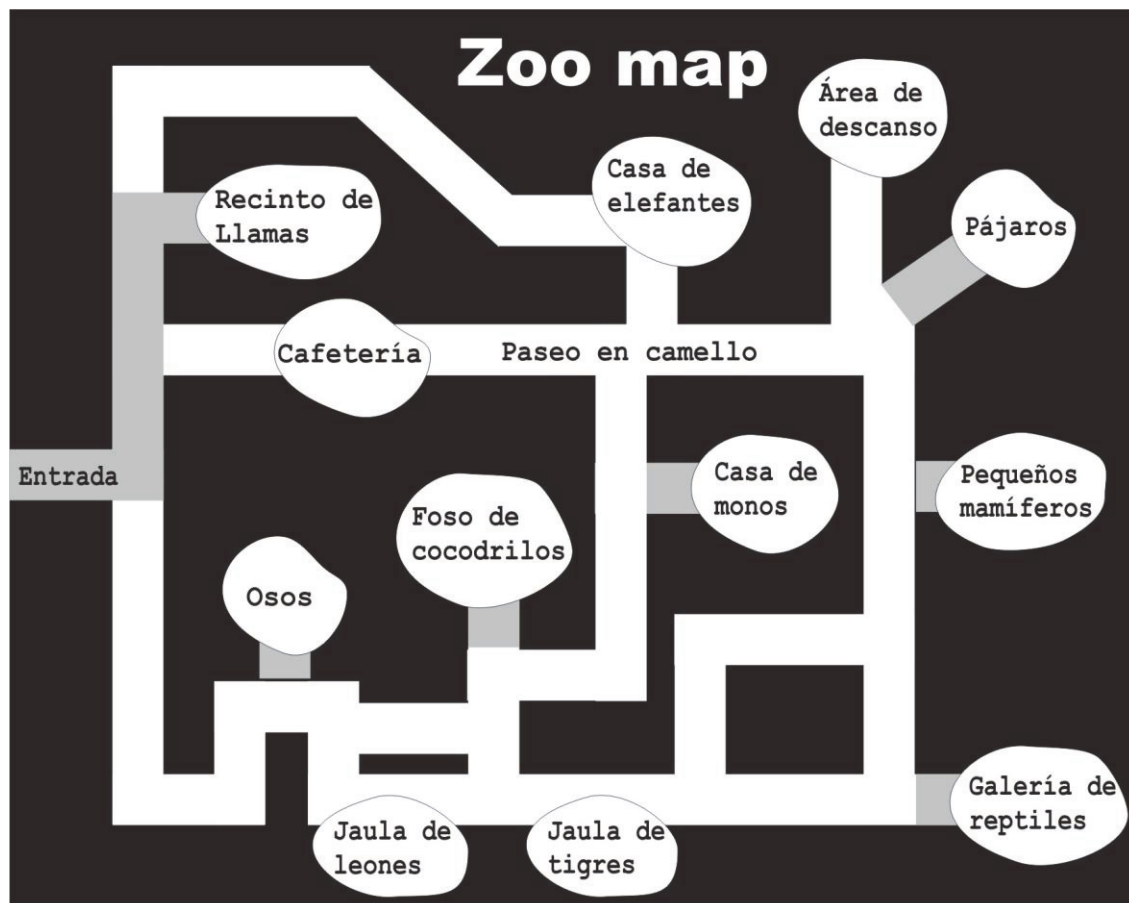 Zoo map
Área de
descanso
Casa de
elefantes
Recinto de
Llamas
Pájaros
Cafetería
Paseo en camello
Entrada
Casa de
monos
Pequeños
mamíferos
Foso de
cocodrilos
Osos
Jaula de
leones
Jaula de
tigres
Galería de
reptiles